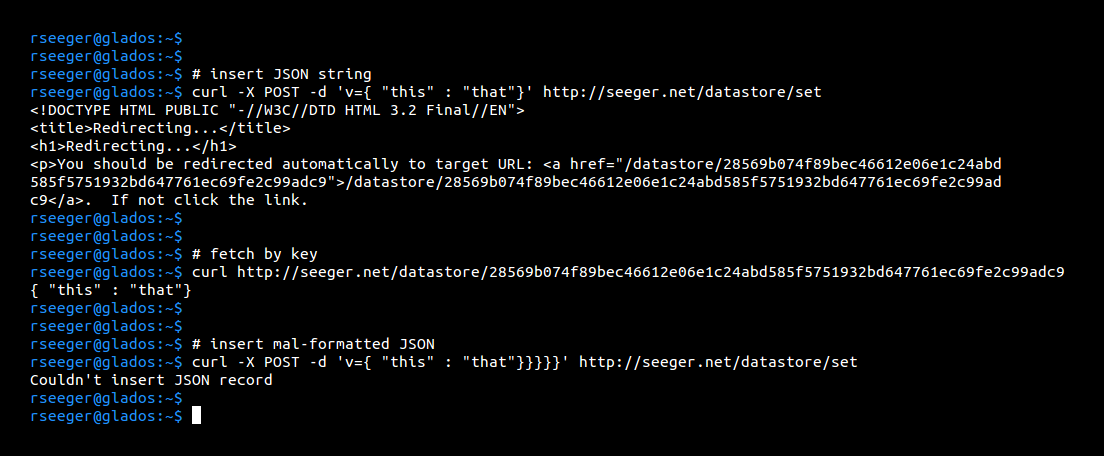 rseeger@glados:~$
rseeger@glados:~$
rseeger@glados:~$ # insert JSON string
rseeger@glados:~$ curl -X POST -d 'v={ "this" : "that"}' http://seeger.net/datastore/set
<!DOCTYPE HTML PUBLIC "-//W3C//DTD HTML 3.2 Final//EN">
<title>Redirecting...</title>
<h1>Redirecting...</h1>
<p>You should be redirected automatically to target URL: <a href="/datastore/28569b074f89bec46612e06e1c24abd
585f5751932bd647761ec69fe2c99adc9">/datastore/28569b074f89bec46612e06e1c24abd585f5751932bd647761ec69fe2c99ad
c9</a>.  If not click the link.
rseeger@glados:~$
rseeger@glados:~$
rseeger@glados:~$ # fetch by key
rseeger@glados:~$ curl http://seeger.net/datastore/28569b074f89bec46612e06e1c24abd585f5751932bd647761ec69fe2c99adc9
{ "this" : "that"}
rseeger@glados:~$
rseeger@glados:~$
rseeger@glados:~$ # insert mal-formatted JSON
rseeger@glados:~$ curl -X POST -d 'v={ "this" : "that"}}}}}' http://seeger.net/datastore/set
Couldn't insert JSON record
rseeger@glados:~$
rseeger@glados:~$